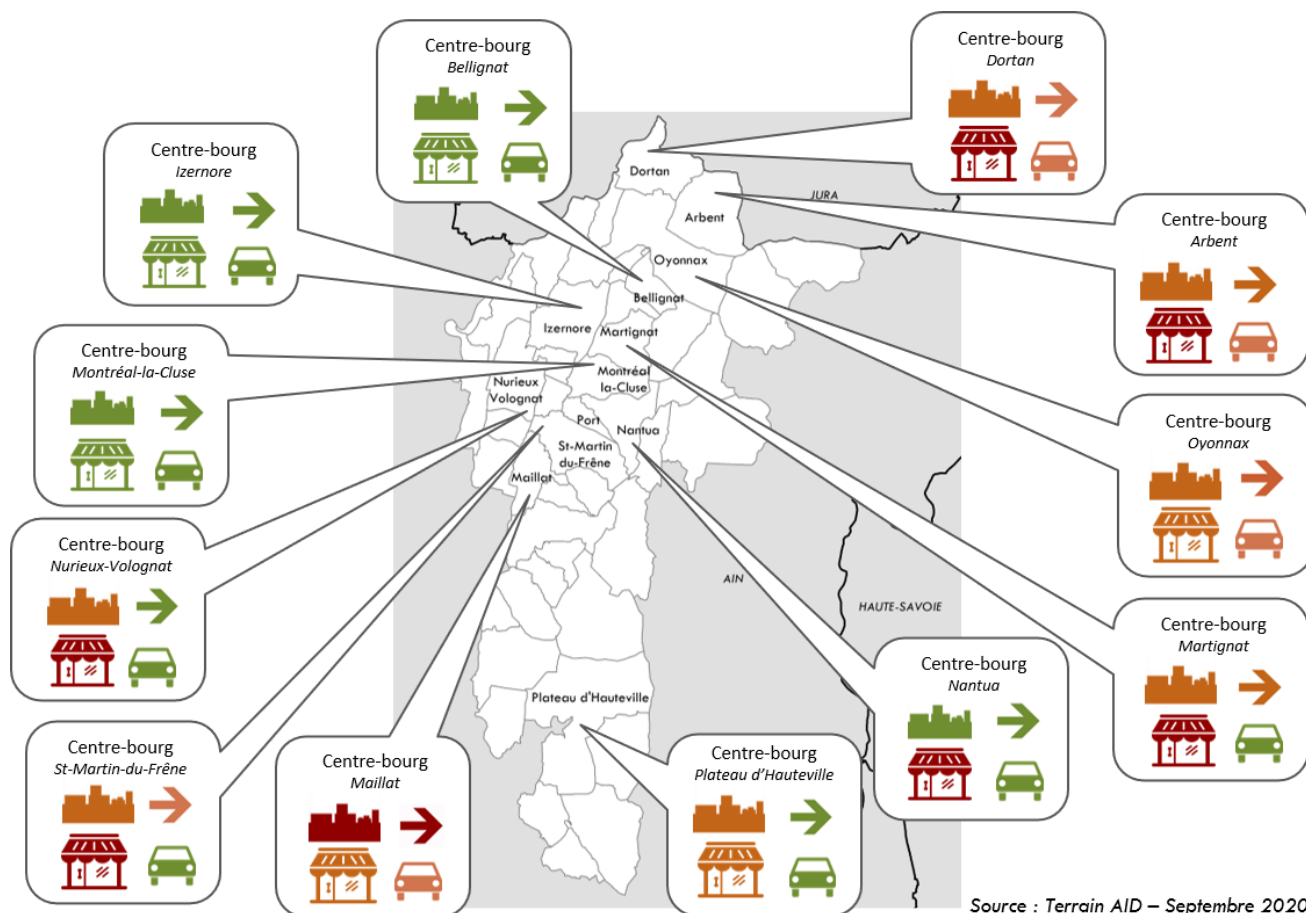 Centre-bourg
Bellignat
Centre-bourg
Dortan
Centre-bourg
Izernore
Centre-bourg
Arbent
Centre-bourg
Montréal-la-Cluse
Centre-bourg
Oyonnax
Centre-bourg
Nurieux-Volognat
Centre-bourg
Martignat
Centre-bourg
Nantua
Centre-bourg
St-Martin-du-Frêne
Centre-bourg
Maillat
Centre-bourg
Plateau d’Hauteville
Dortan
JURA
Arbent
Oyonnax
Bellignat
Izernore
Martignat
Montréal
la-Cluse
Nurieux
Volognat
Port
Nantua
St-Martin
du-Frêne
Maillat
AIN
HAUTE-SAVOIE
Plateau d'Hauteville
Source : Terrain AID – Septembre 2020